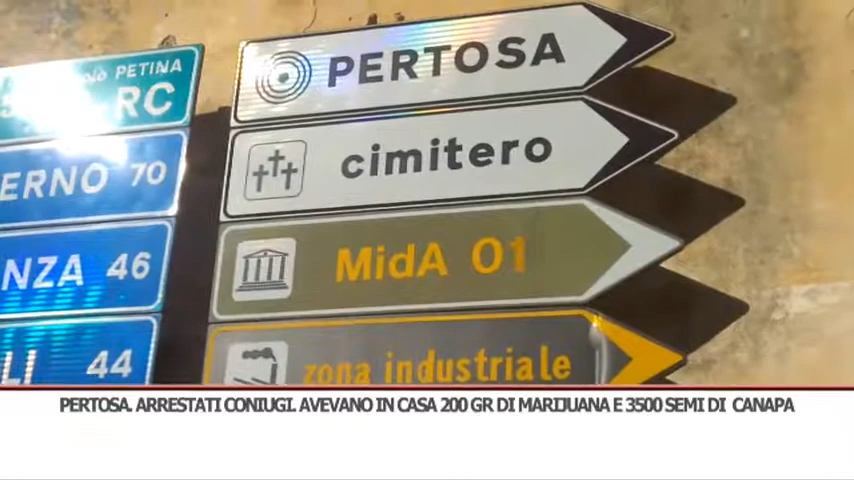 PETINA
RC
ERNO 70
NZA 46
44
PERTOSA
cimitero
MidA 01
zona industriale
PERTOSA. ARRESTATI CONIUGI. AVEVANO IN CASA 200 GR DI MARIJUANA E 3500 SEMI DI CANAPA